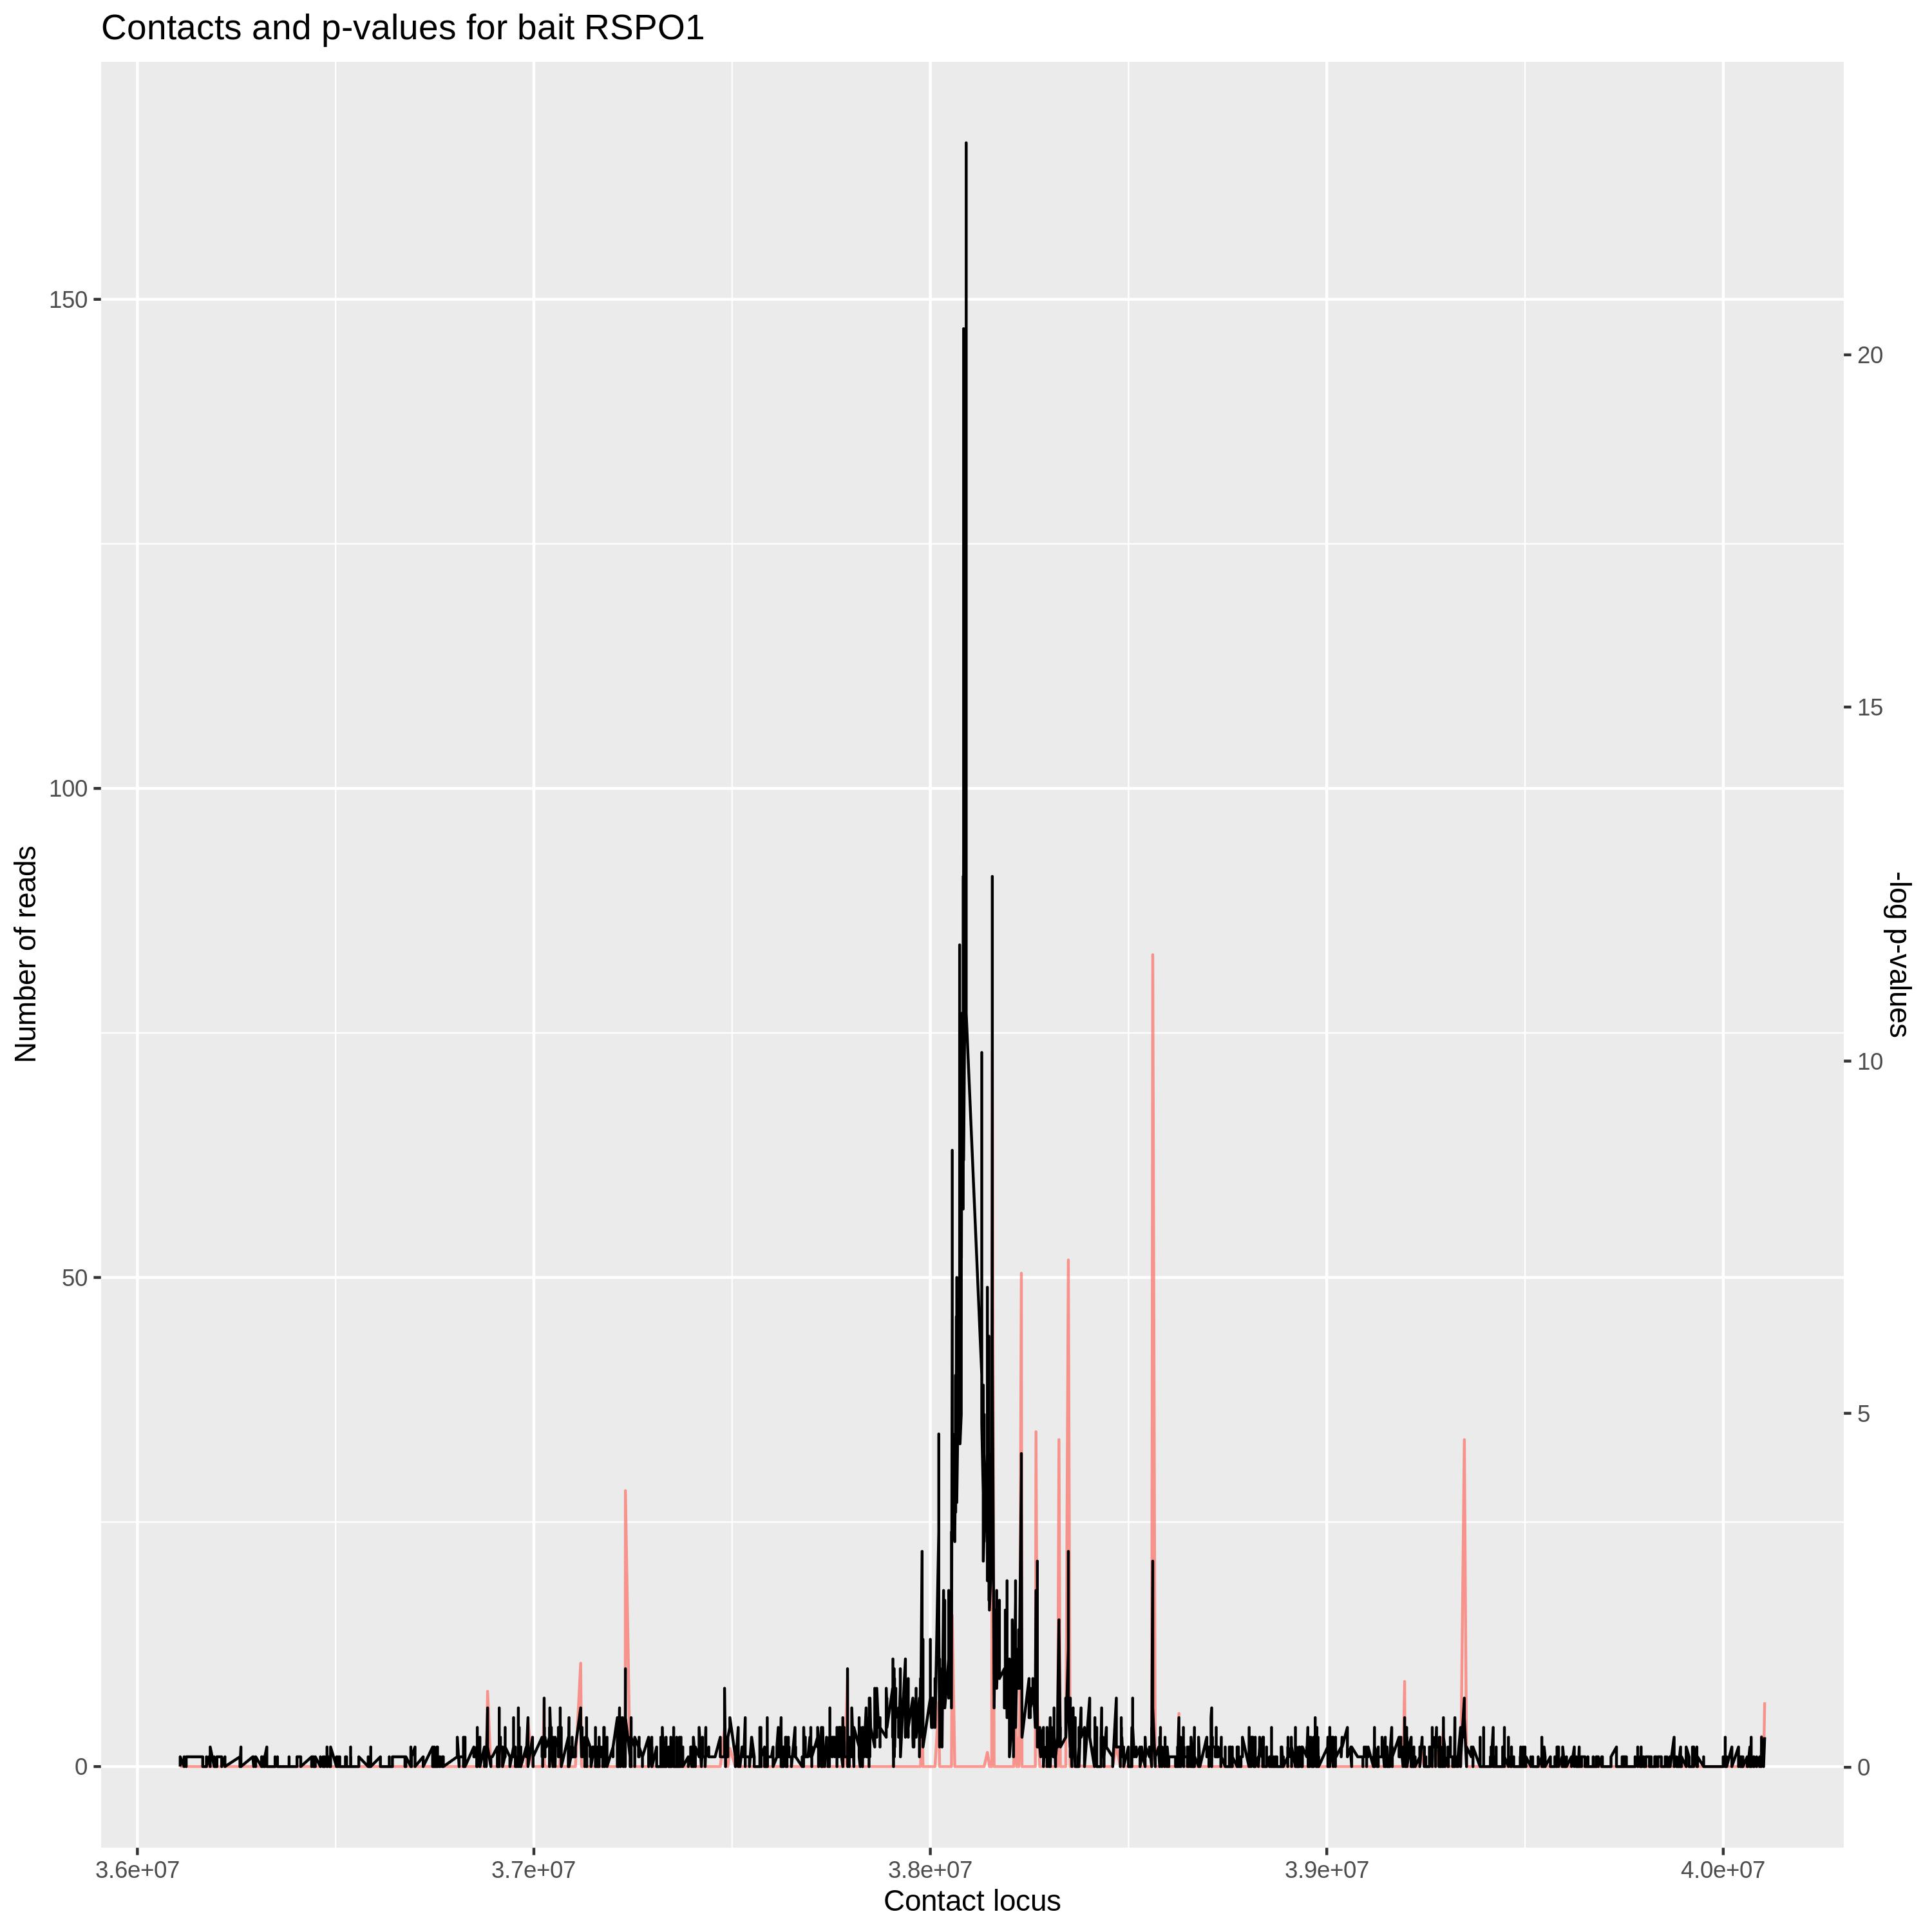 Contacts and p-values for bait RSPO1
150
100
50
0
Number of reads
20
15
10
5
0
-log p-values
3.6e+07
3.7e+07
3.8e+07
3.9e+07
4.0e+07
Contact locus